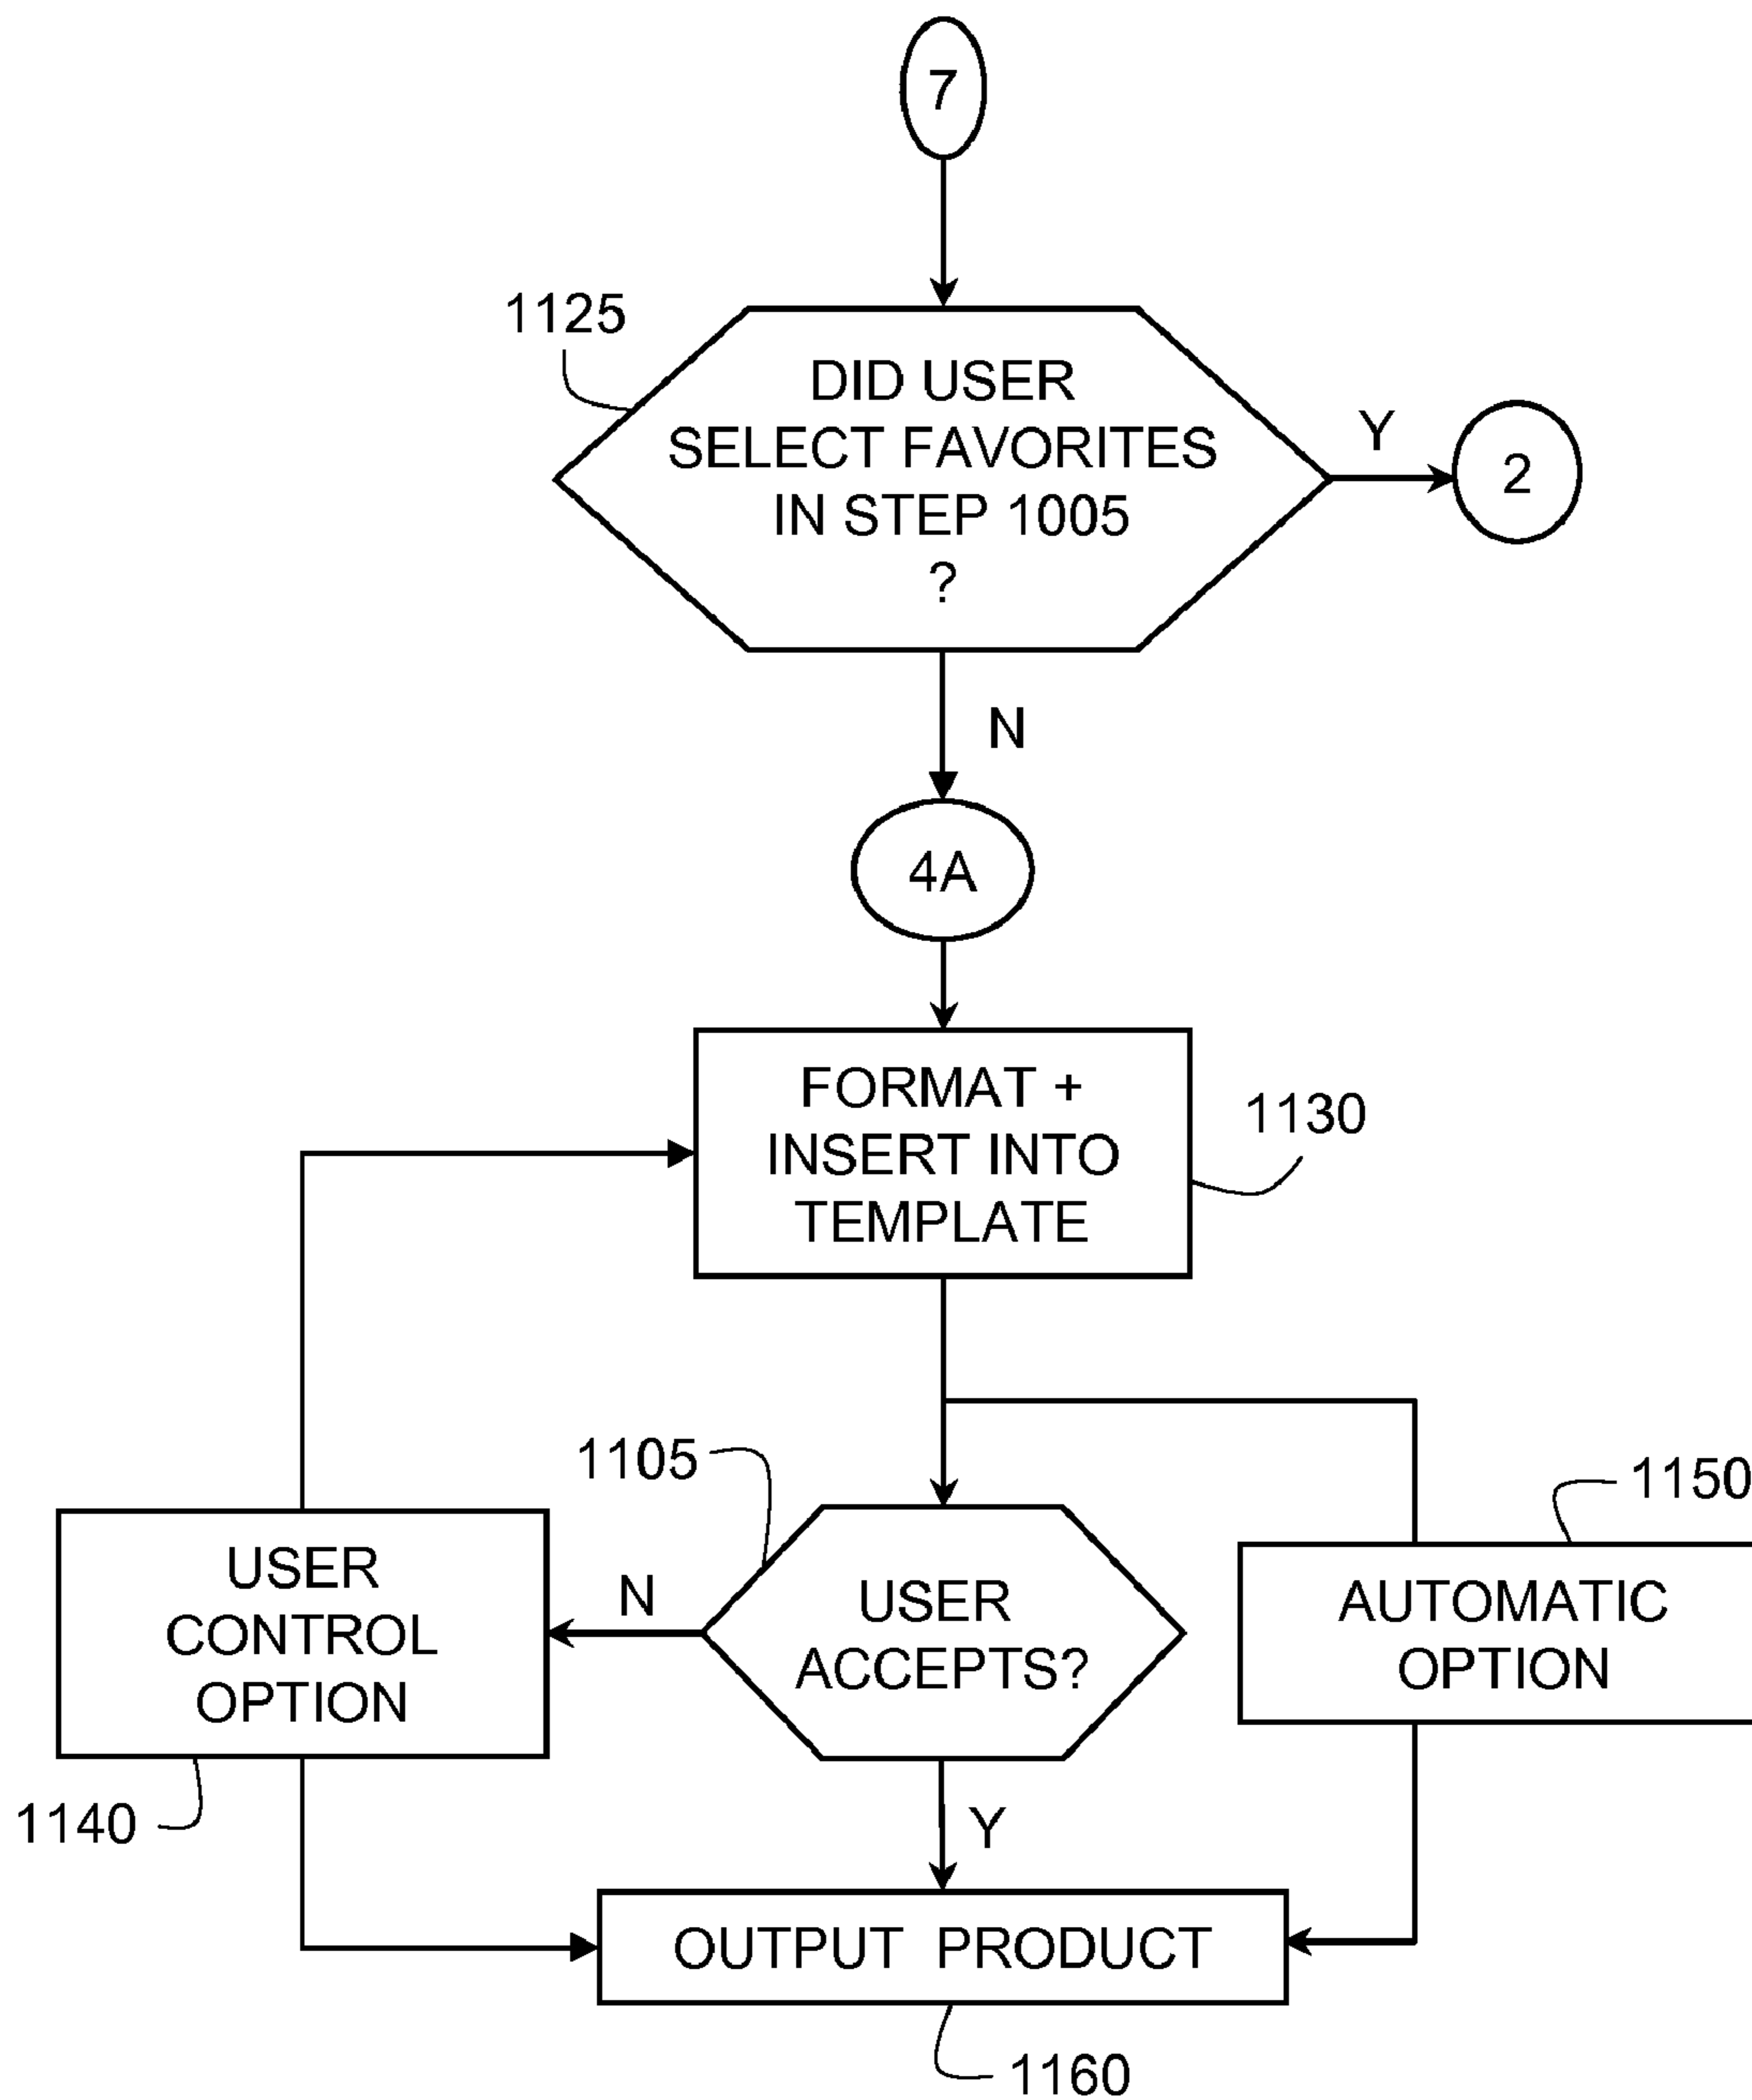 7
1125
DID USER
SELECT FAVORITES
IN STEP 1005
?
Y
2
N
4A
FORMAT +
INSERT INTO
TEMPLATE
1130
1105
1150
USER
CONTROL
OPTION
N
USER
ACCEPTS?
AUTOMATIC
OPTION
1140
Y
OUTPUT PRODUCT
1160